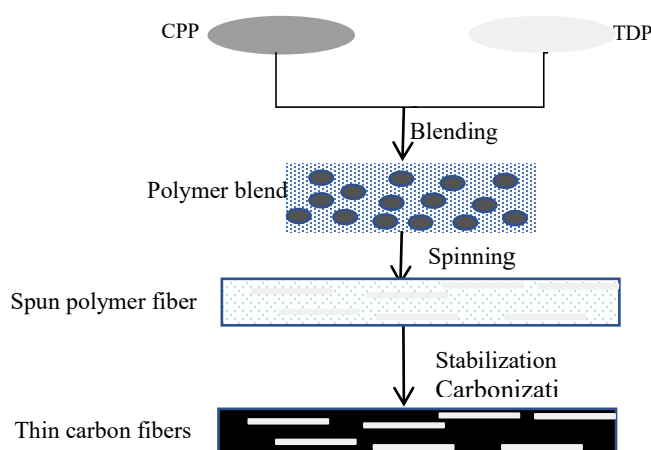 CPP
TDP
Blending
Polymer blend
Spinning
Spun polymer fiber
Stabilization
Carbonizati
Thin carbon fibers